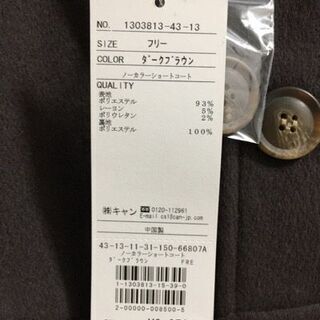 NO. 1303813-43-13
SIZE フリー
COLOR ダークブラウン
ノーカラーショートコート
QUALITY
表地
ポリエステル 93%
レーヨン 5%
ポリウレタン 2%
裏地
ポリエステル 100%
㈱キャン 0120-112961
E-mail cs1@can-jp.com
中国製
43-13-11-31-150-66807A
ノーカラーショートコート
ダークブラウン FRE
1-1303813-15-39-0
2-00000-008500-5